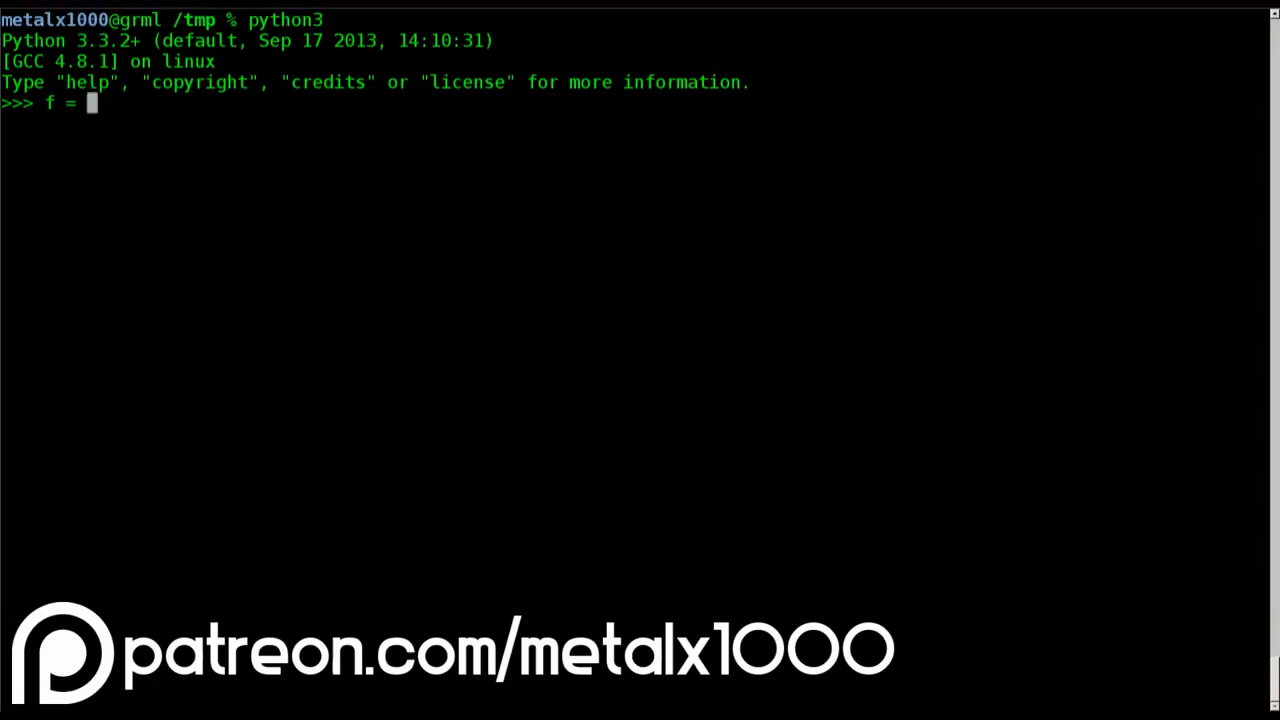 metalx1000@grml /tmp % python3
Python 3.3.2+ (default, Sep 17 2013, 14:10:31)
[GCC 4.8.1] on linux
Type "help", "copyright", "credits" or "license" for more information.
>>> f =
patreon.com/metalx1000